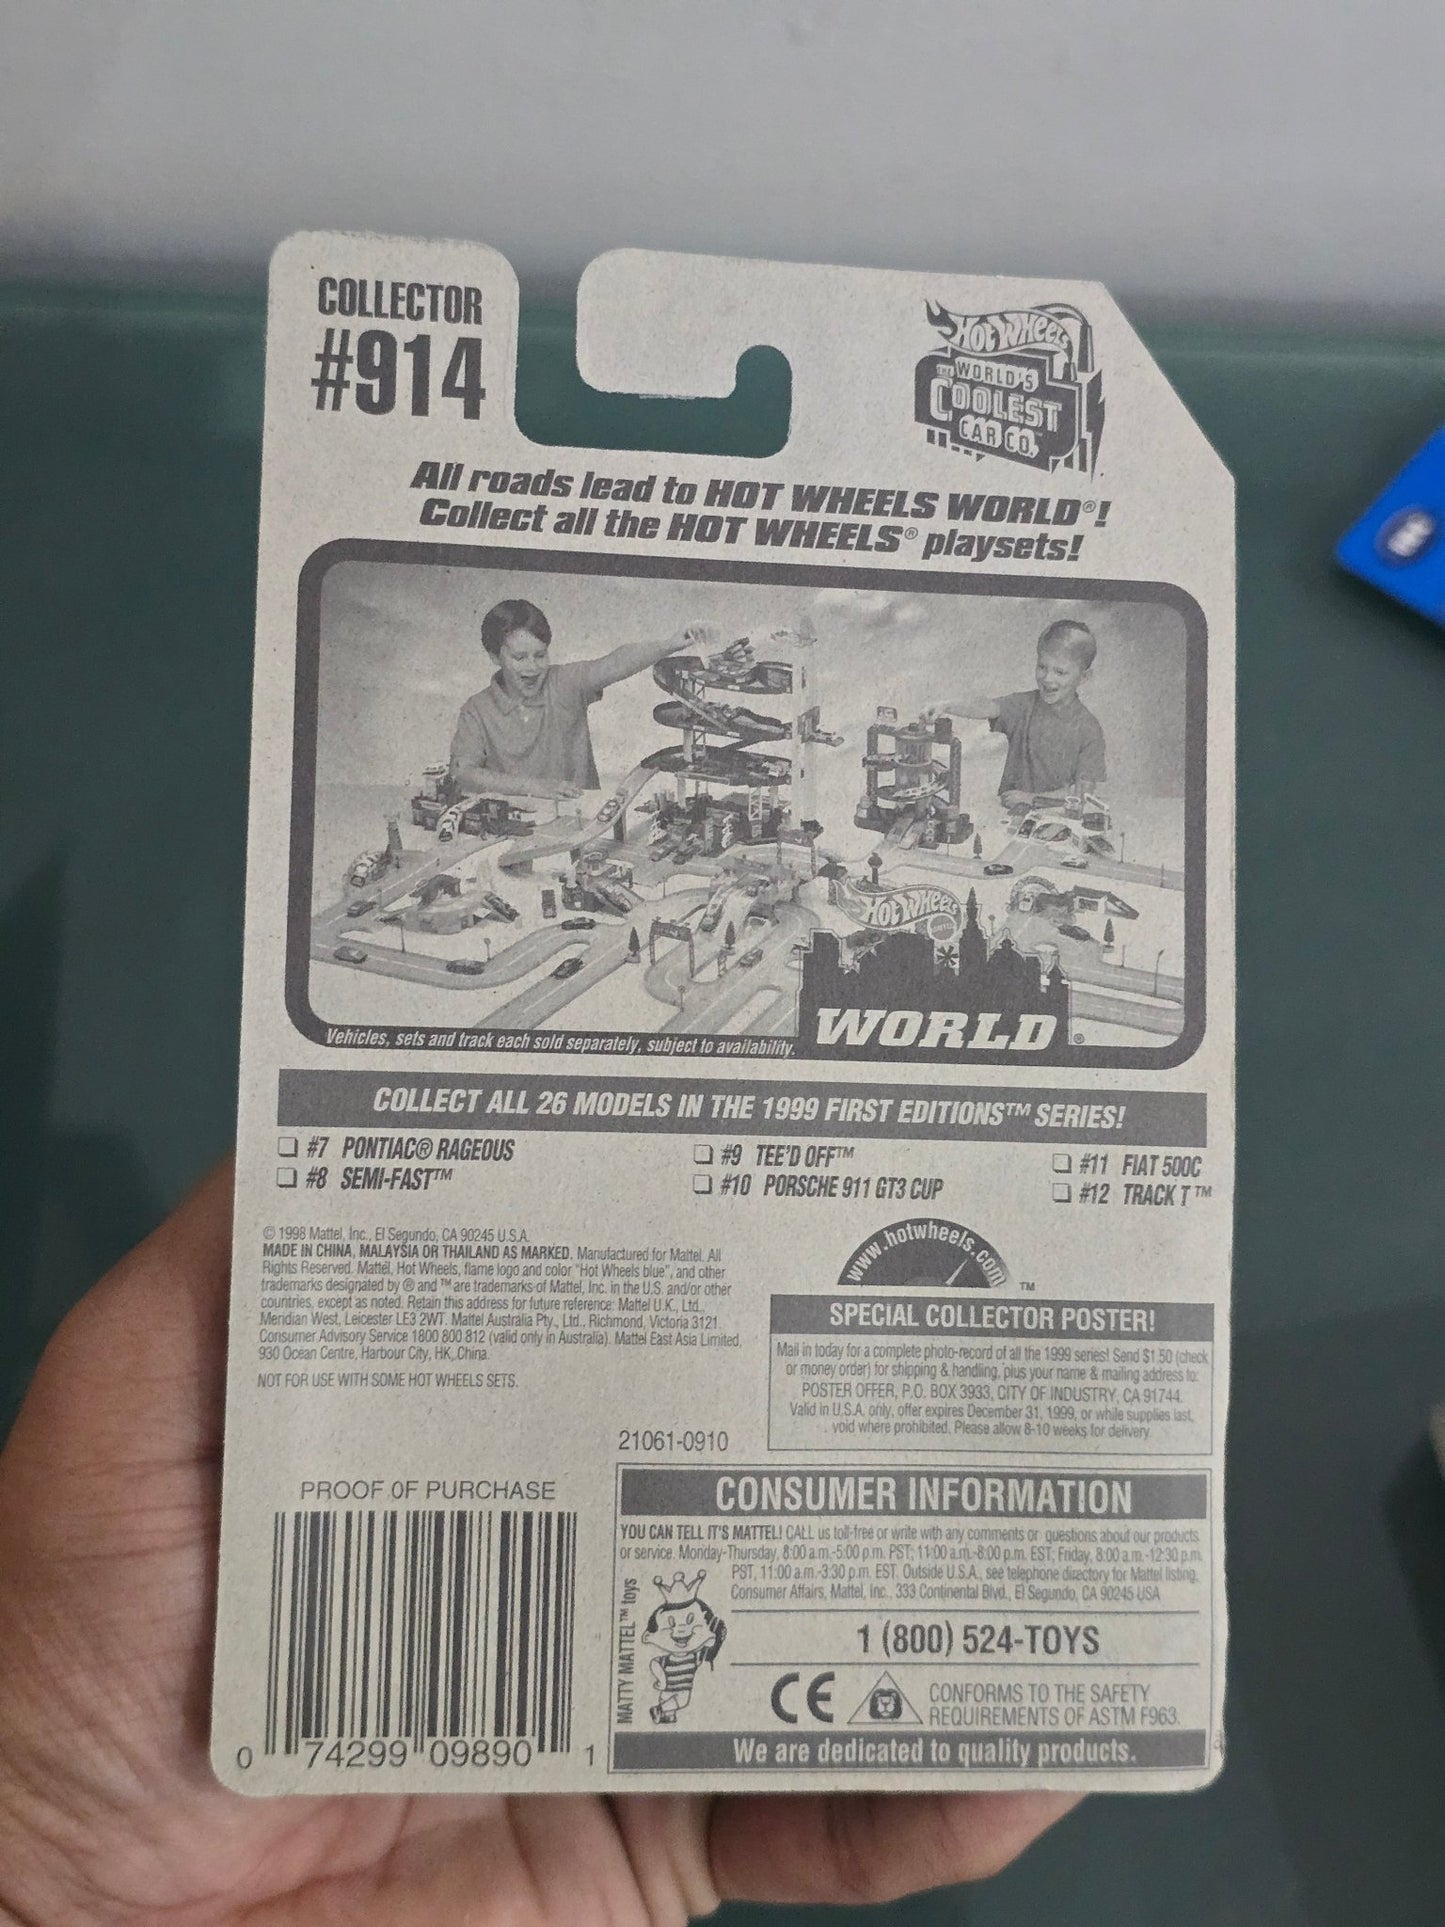 COLLECTOR
#914
HOT WHEELS
THE WORLD'S
COOLEST
CAR CO.™
All roads lead to HOT WHEELS WORLD®!
Collect all the HOT WHEELS® playsets!
HOT WHEELS
WORLD®
Vehicles, sets and track each sold separately, subject to availability.
COLLECT ALL 26 MODELS IN THE 1999 FIRST EDITIONS™ SERIES!
#7 PONTIAC® RAGEOUS
#8 SEMI-FAST™
#9 TEE'D OFF™
#10 PORSCHE 911 GT3 CUP
#11 FIAT 500C
#12 TRACK T™
© 1998 Mattel, Inc., El Segundo, CA 90245 U.S.A.
MADE IN CHINA, MALAYSIA OR THAILAND AS MARKED. Manufactured for Mattel. All
Rights Reserved. Mattel, Hot Wheels, flame logo and color "Hot Wheels blue", and other
trademarks designated by ® and ™ are trademarks of Mattel, Inc. in the U.S. and/or other
countries, except as noted. Retain this address for future reference: Mattel U.K., Ltd.,
Meridian West, Leicester LE3 2WT. Mattel Australia Pty., Ltd., Richmond, Victoria 3121.
Consumer Advisory Service 1800 800 812 (valid only in Australia). Mattel East Asia Limited,
930 Ocean Centre, Harbour City, HK, China.
NOT FOR USE WITH SOME HOT WHEELS SETS.
www.hotwheels.com™
SPECIAL COLLECTOR POSTER!
Mail in today for a complete photo-record of all the 1999 series! Send $1.50 (check
or money order) for shipping & handling, plus your name & mailing address to:
POSTER OFFER, P.O. BOX 3933, CITY OF INDUSTRY, CA 91744.
Valid in U.S.A. only, offer expires December 31, 1999, or while supplies last,
void where prohibited. Please allow 8-10 weeks for delivery.
21061-0910
PROOF OF PURCHASE
0 74299 09890 1
CONSUMER INFORMATION
YOU CAN TELL IT'S MATTEL! CALL us toll-free or write with any comments or questions about our products
or service. Monday-Thursday, 8:00 a.m.-5:00 p.m. PST; 11:00 a.m.-8:00 p.m. EST; Friday, 8:00 a.m.-12:30 p.m.
PST, 11:00 a.m.-3:30 p.m. EST. Outside U.S.A., see telephone directory for Mattel listing.
Consumer Affairs, Mattel, Inc., 333 Continental Blvd., El Segundo, CA 90245 USA
MATTY MATTEL™ toys
1 (800) 524-TOYS
CE
CONFORMS TO THE SAFETY
REQUIREMENTS OF ASTM F963.
We are dedicated to quality products.